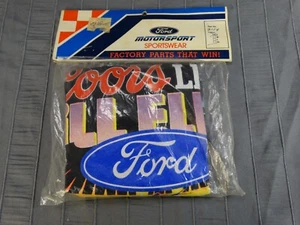 Ford
MOTORSPORT
SPORTSWEAR
FACTORY PARTS THAT WIN!
Coors LI
LL ELL
Ford